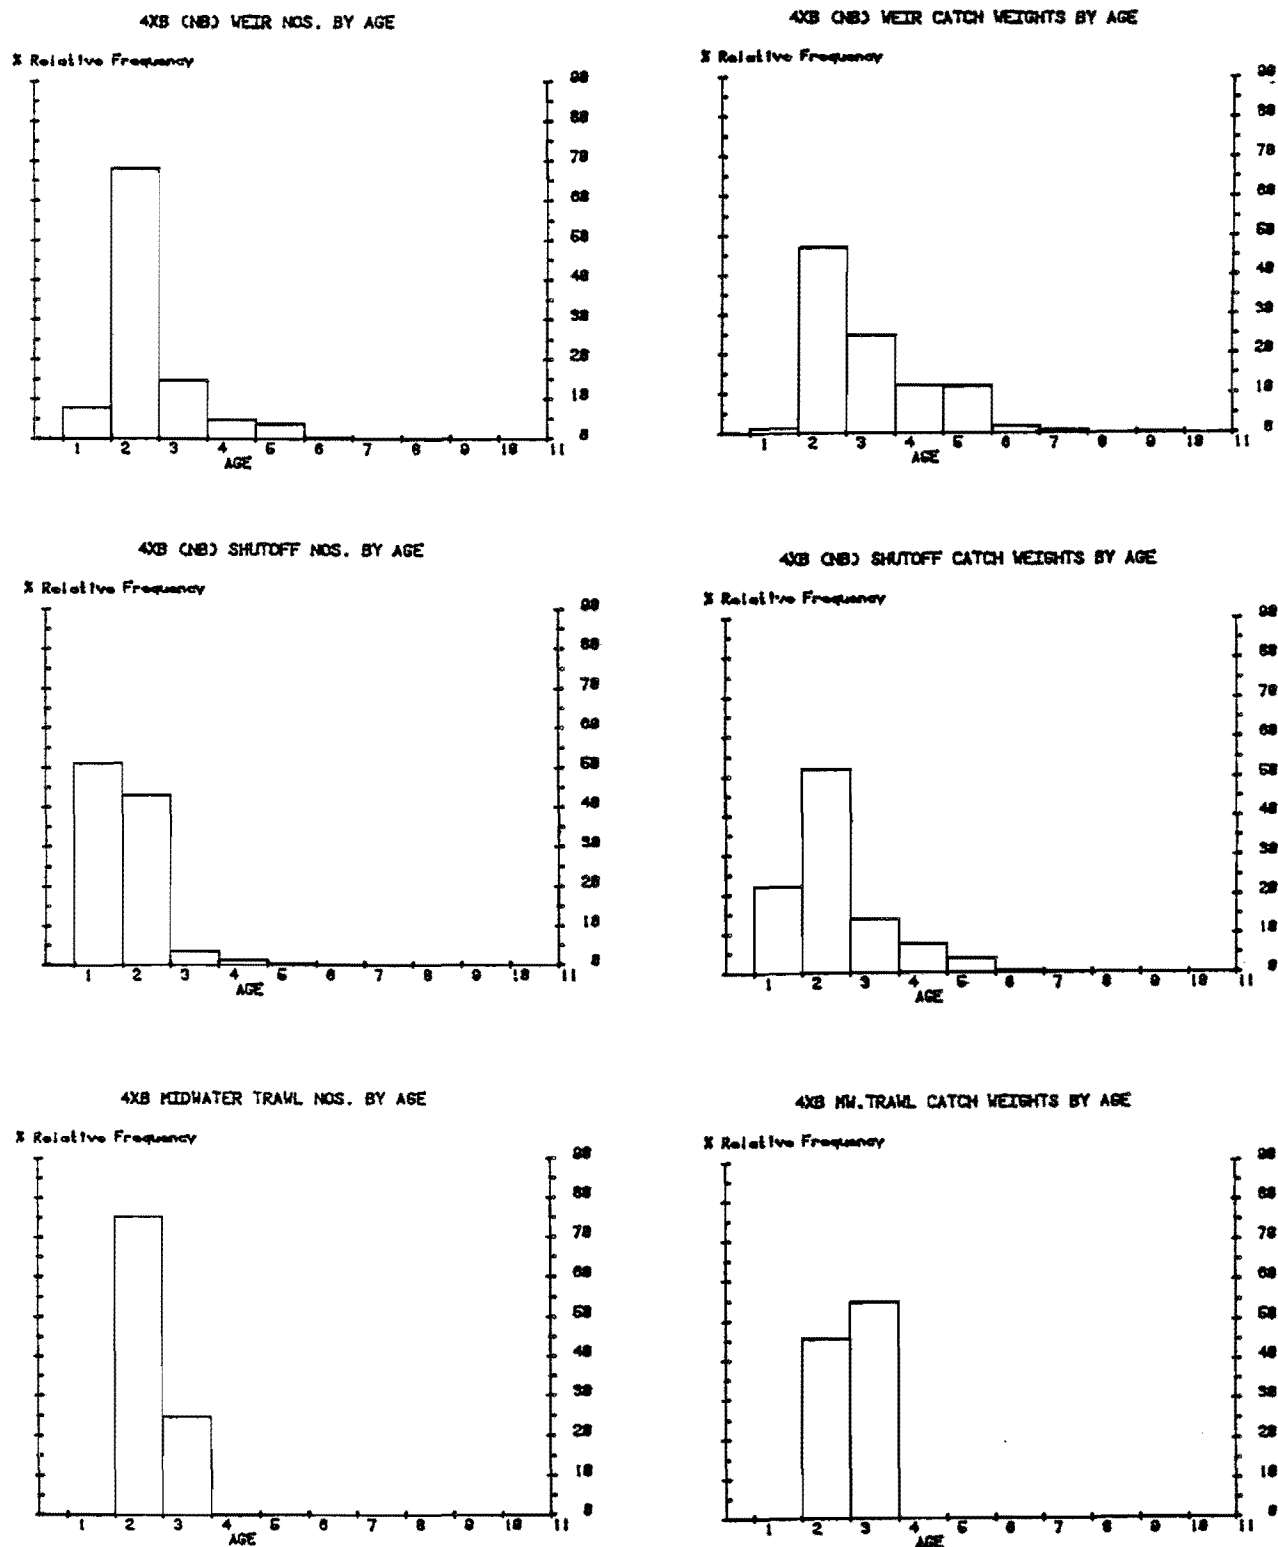 4XB (NB) WEIR NOS. BY AGE
% Relative Frequency
90
80
70
60
50
40
30
20
10
0
1 2 3 4 5 6 7 8 9 10 11
AGE
4XB (NB) WEIR CATCH WEIGHTS BY AGE
% Relative Frequency
90
80
70
60
50
40
30
20
10
0
1 2 3 4 5 6 7 8 9 10 11
AGE
4XB (NB) SHUTOFF NOS. BY AGE
% Relative Frequency
90
80
70
60
50
40
30
20
10
0
1 2 3 4 5 6 7 8 9 10 11
AGE
4XB (NB) SHUTOFF CATCH WEIGHTS BY AGE
% Relative Frequency
90
80
70
60
50
40
30
20
10
0
1 2 3 4 5 6 7 8 9 10 11
AGE
4XB MIDWATER TRAWL NOS. BY AGE
% Relative Frequency
90
80
70
60
50
40
30
20
10
0
1 2 3 4 5 6 7 8 9 10 11
AGE
4XB MW.TRAWL CATCH WEIGHTS BY AGE
% Relative Frequency
90
80
70
60
50
40
30
20
10
0
1 2 3 4 5 6 7 8 9 10 11
AGE